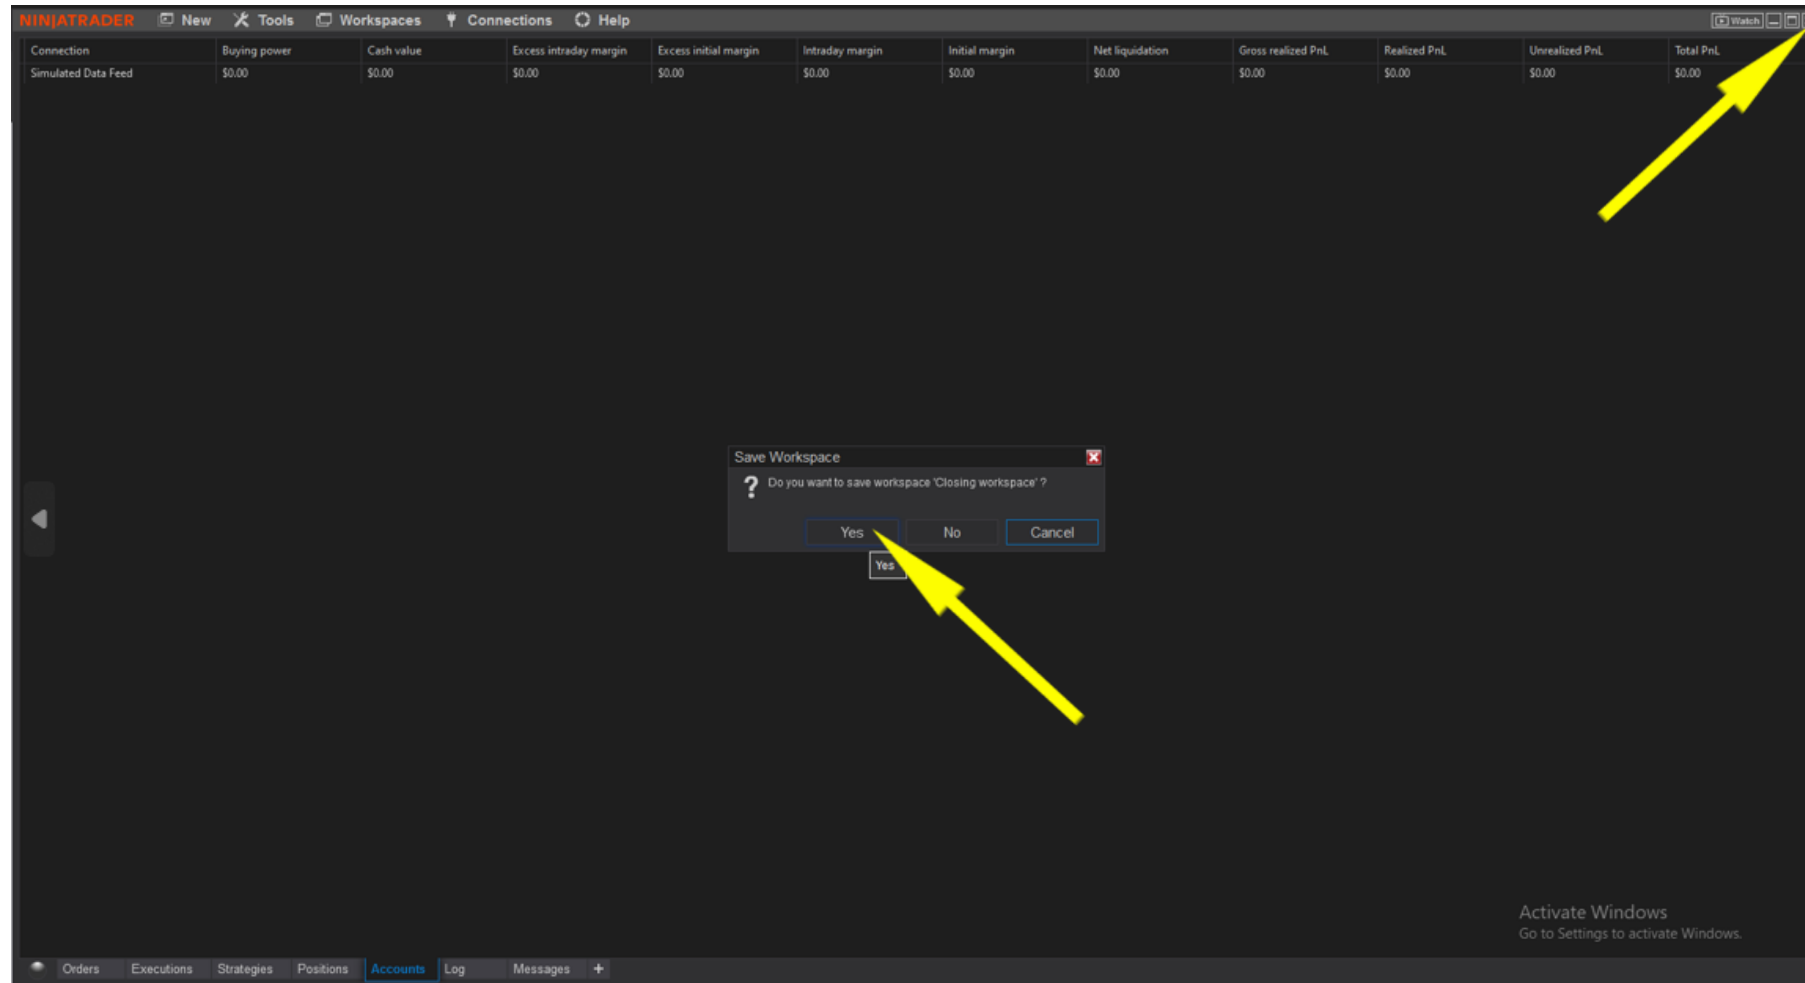 NINJATRADER New Tools Workspaces Connections Help Watch
Connection Buying power Cash value Excess intraday margin Excess initial margin Intraday margin Initial margin Net liquidation Gross realized PnL Realized PnL Unrealized PnL Total PnL
Simulated Data Feed $0.00 $0.00 $0.00 $0.00 $0.00 $0.00 $0.00 $0.00 $0.00 $0.00 $0.00
Save Workspace
? Do you want to save workspace 'Closing workspace' ?
Yes No Cancel
Yes
Activate Windows
Go to Settings to activate Windows.
Orders Executions Strategies Positions Accounts Log Messages +